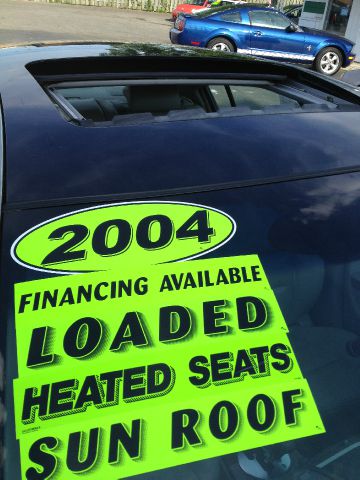 2004
FINANCING AVAILABLE
LOADED
HEATED SEATS
SUN ROOF